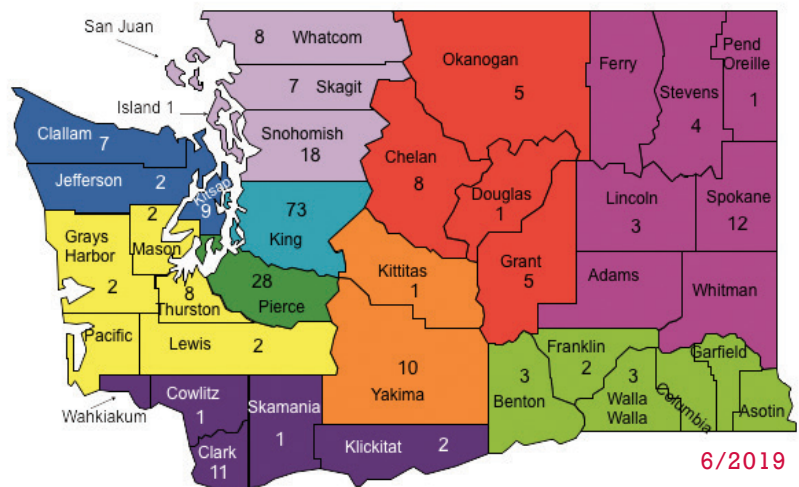 San Juan
8 Whatcom
7 Skagit
Island 1
Snohomish
18
Clallam
7
Jefferson 2
Kitsap
9
2
Mason
Grays
Harbor
2
8
Thurston
Pacific
Lewis 2
73
King
28
Pierce
Okanogan
5
Chelan
8
Douglas
1
Grant
5
Ferry
Stevens
4
Pend
Oreille
1
Lincoln
3
Spokane
12
Adams
Whitman
Kittitas
1
10
Yakima
Franklin
2
3
Benton
3
Walla
Walla
Columbia
Garfield
Asotin
Wahkiakum
Cowlitz
1
Clark
11
Skamania
1
Klickitat 2
6/2019